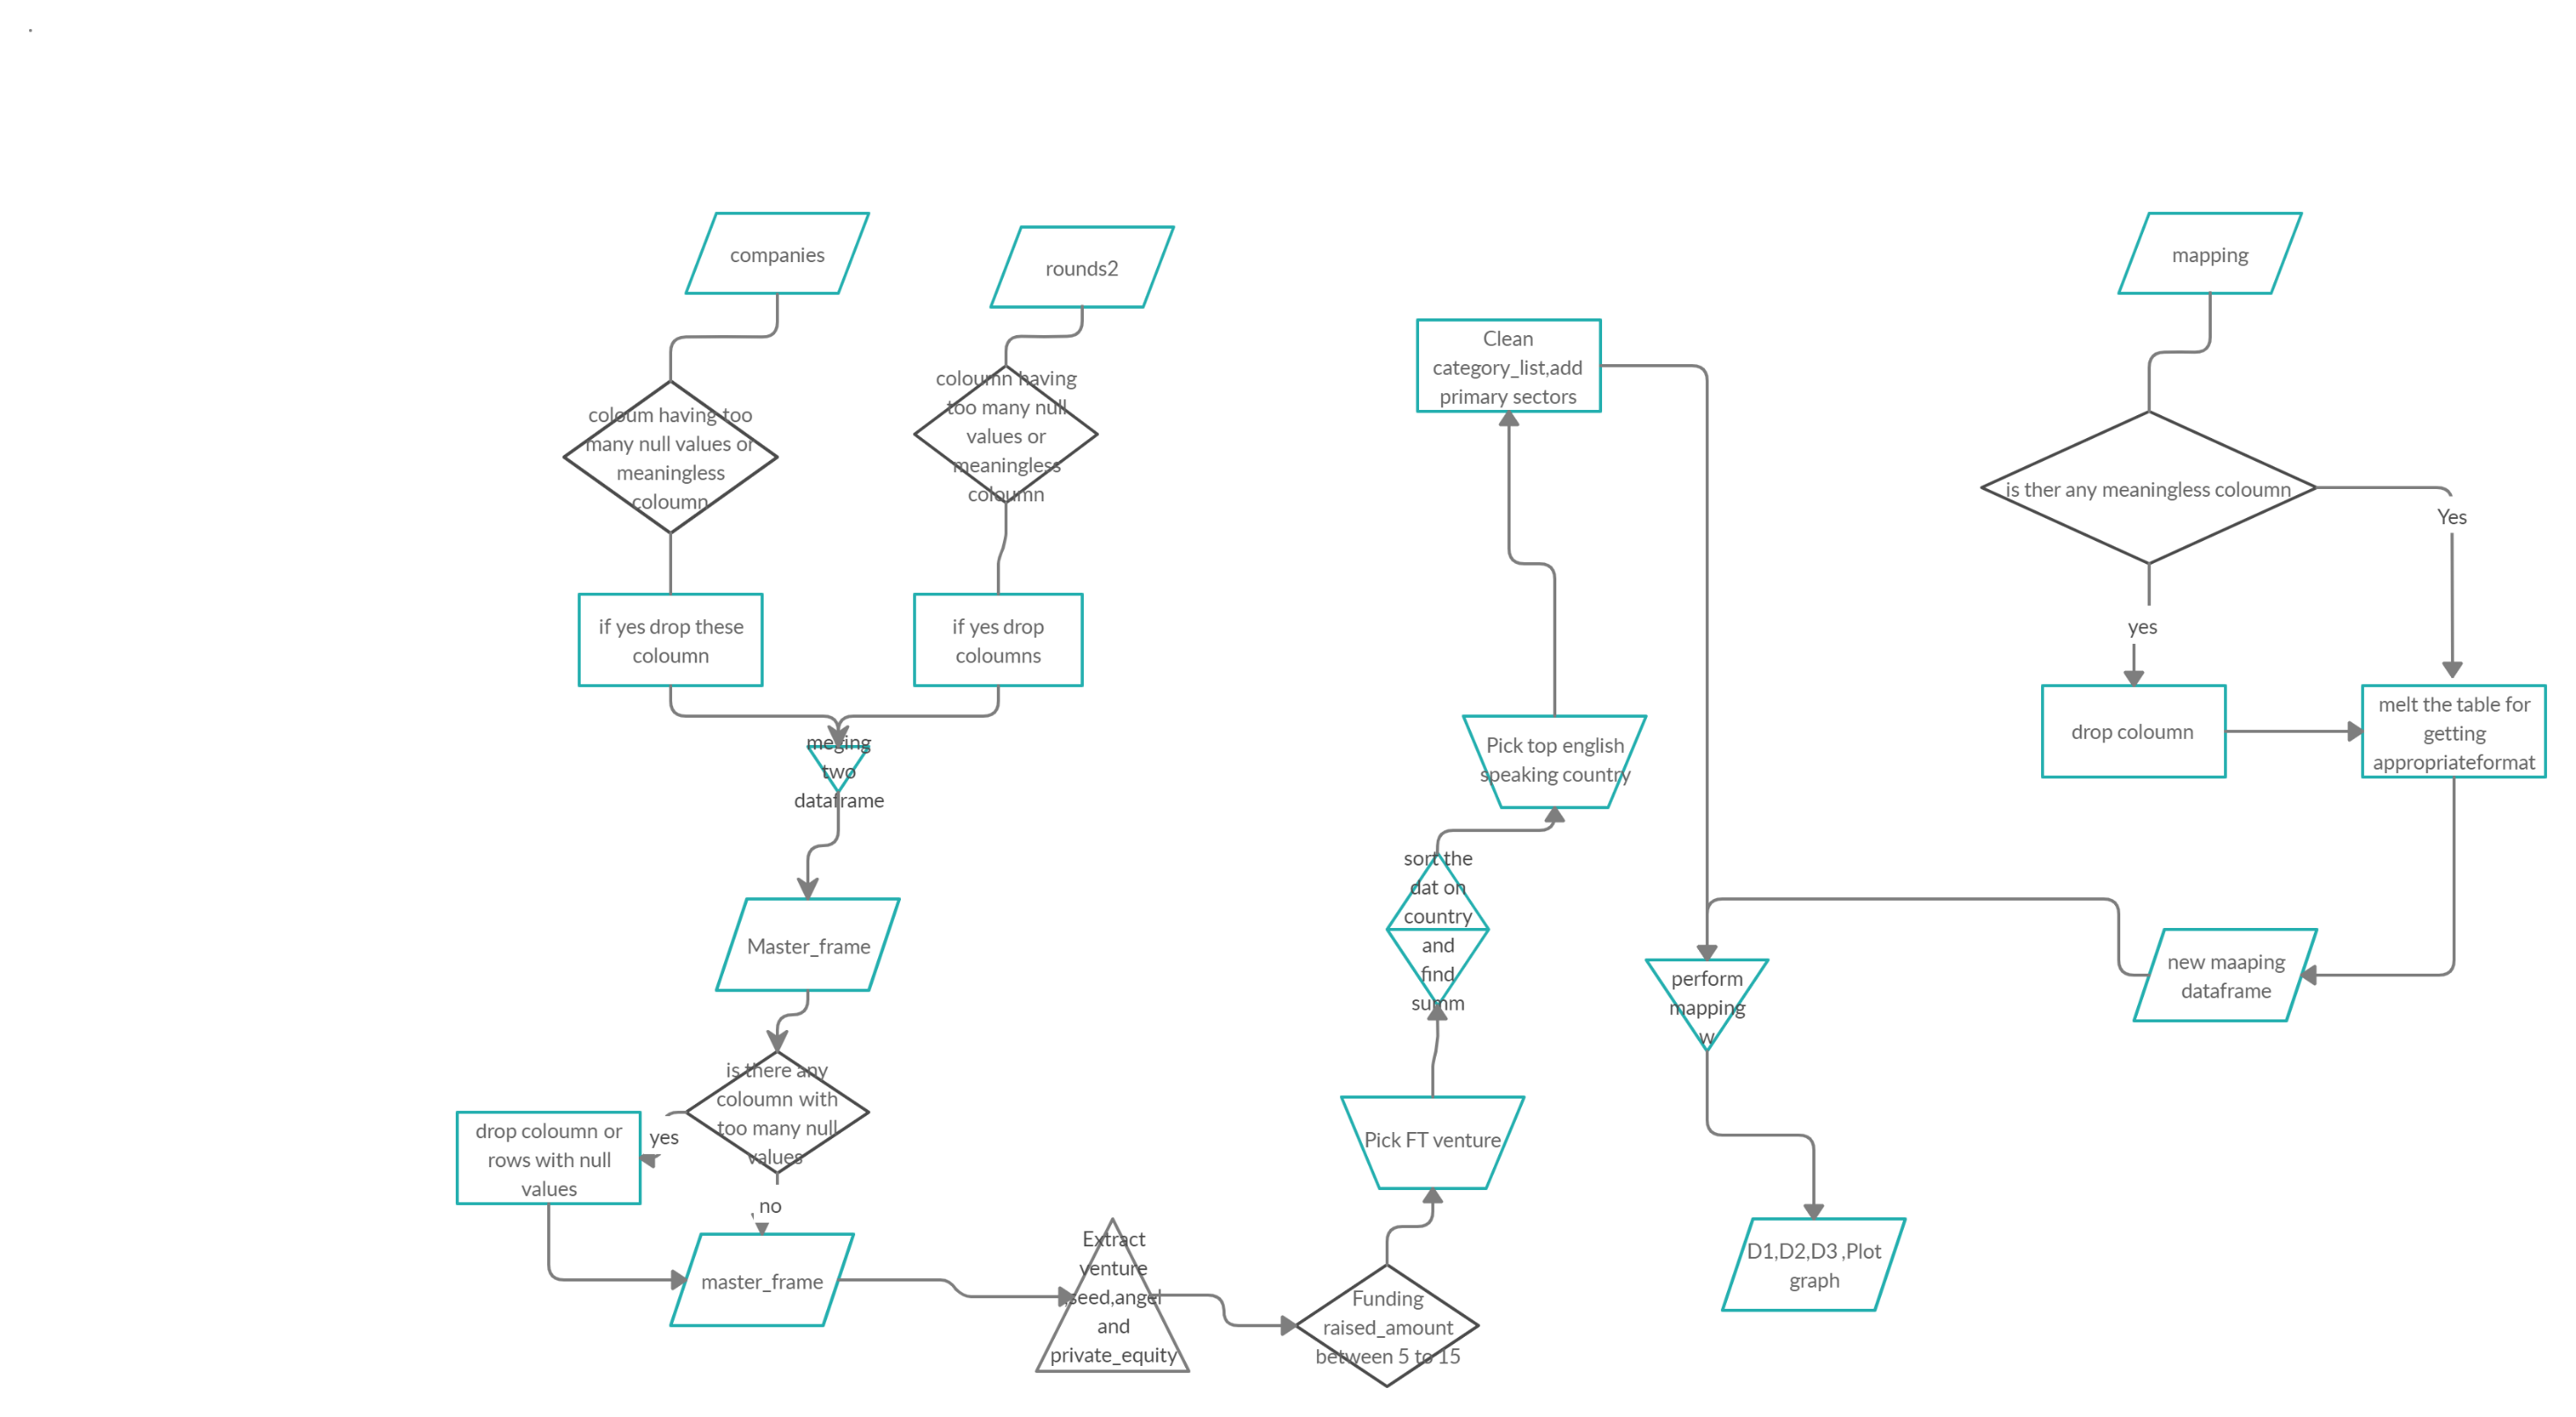 companies
rounds2
mapping
coloum having too
many null values or
meaningless
coloumn
coloumn having
too many null
values or
meaningless
coloumn
Clean
category_list,add
primary sectors
is ther any meaningless coloumn
Yes
yes
if yes drop these
coloumn
if yes drop
coloumns
drop coloumn
melt the table for
getting
appropriateformat
merging
two
dataframe
Pick top english
speaking country
sort the
dat on
country
and
find
summ
Master_frame
new maaping
dataframe
perform
mapping
w
is there any
coloumn with
too many null
values
yes
no
drop coloumn or
rows with null
values
Pick FT venture
master_frame
Extract
venture
,seed,angel
and
private_equity
Funding
raised_amount
between 5 to 15
D1,D2,D3 ,Plot
graph